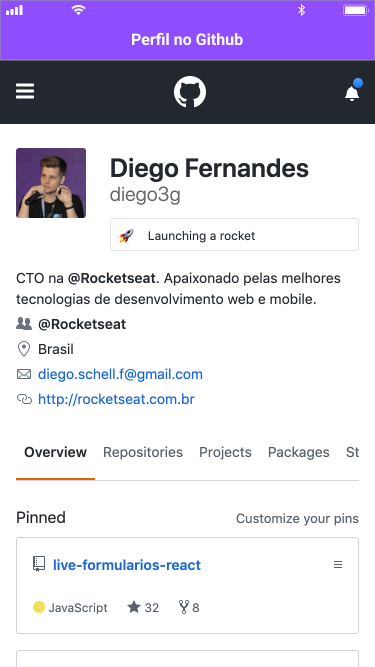 Perfil no Github
Diego Fernandes
diego3g
Launching a rocket
CTO na @Rocketseat. Apaixonado pelas melhores
tecnologias de desenvolvimento web e mobile.
@Rocketseat
Brasil
diego.schell.f@gmail.com
http://rocketseat.com.br
Overview Repositories Projects Packages St
Pinned Customize your pins
live-formularios-react
JavaScript 32 8